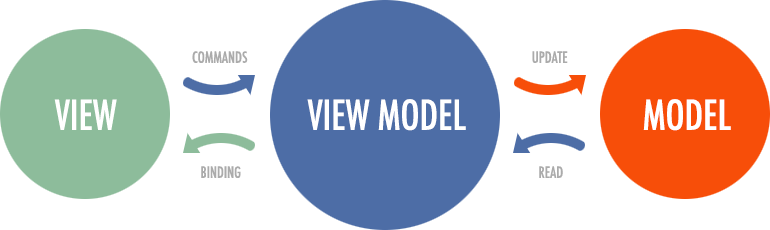 COMMANDS
UPDATE
VIEW
VIEW MODEL
MODEL
BINDING
READ